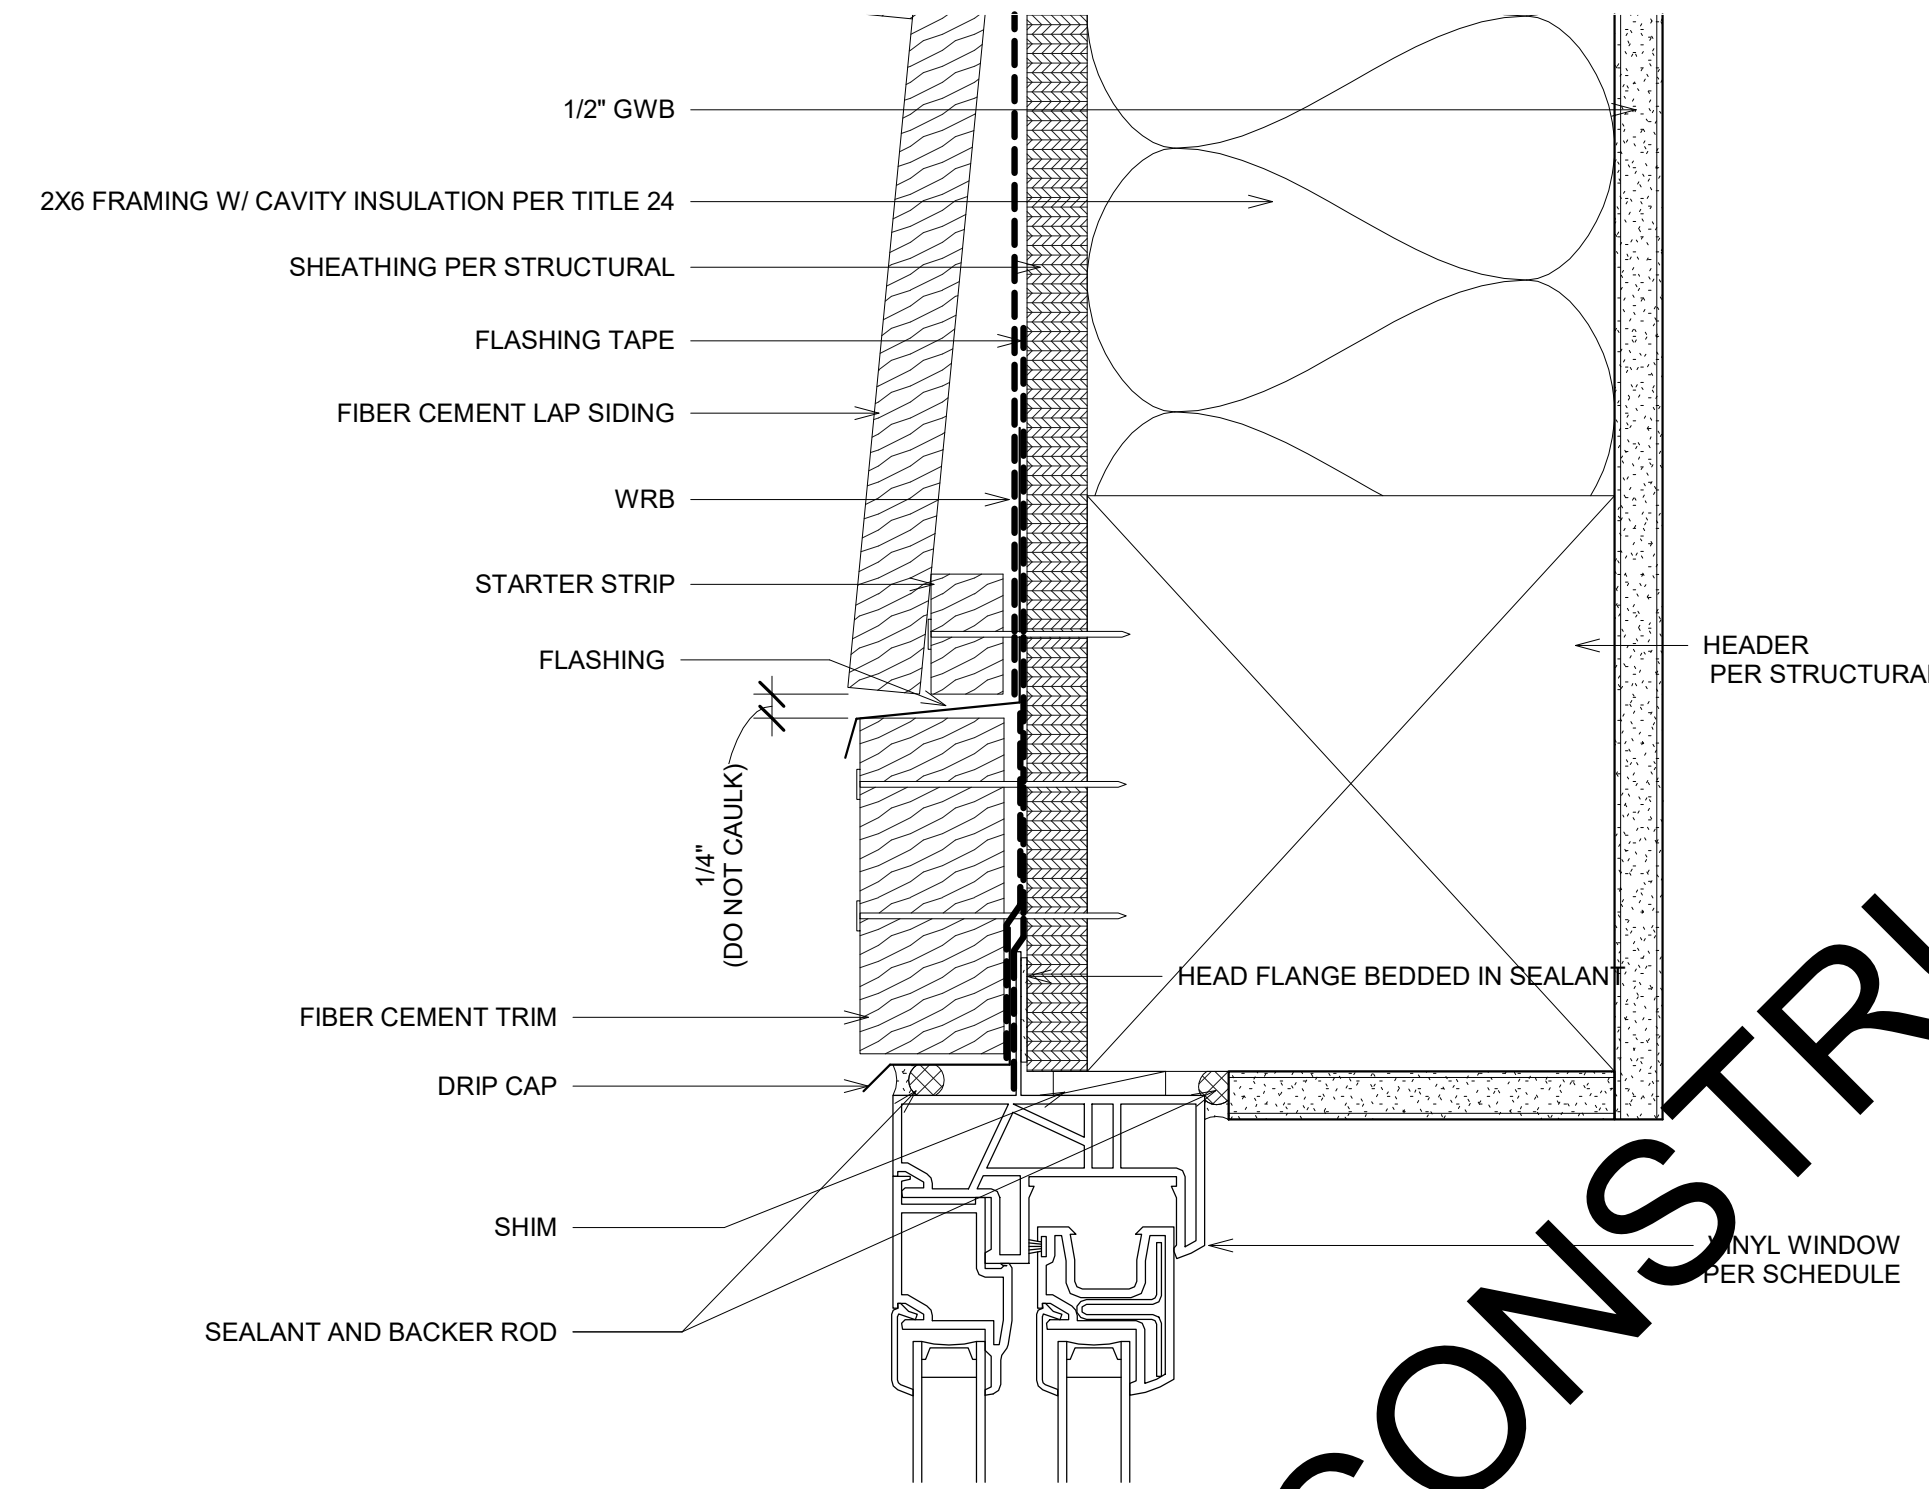 1/2" GWB
2X6 FRAMING W/ CAVITY INSULATION PER TITLE 24
SHEATHING PER STRUCTURAL
FLASHING TAPE
FIBER CEMENT LAP SIDING
WRB
STARTER STRIP
FLASHING
HEADER
PER STRUCTURAL
1/4"
(DO NOT CAULK)
HEAD FLANGE BEDDED IN SEALANT
FIBER CEMENT TRIM
DRIP CAP
SHIM
VINYL WINDOW
PER SCHEDULE
SEALANT AND BACKER ROD